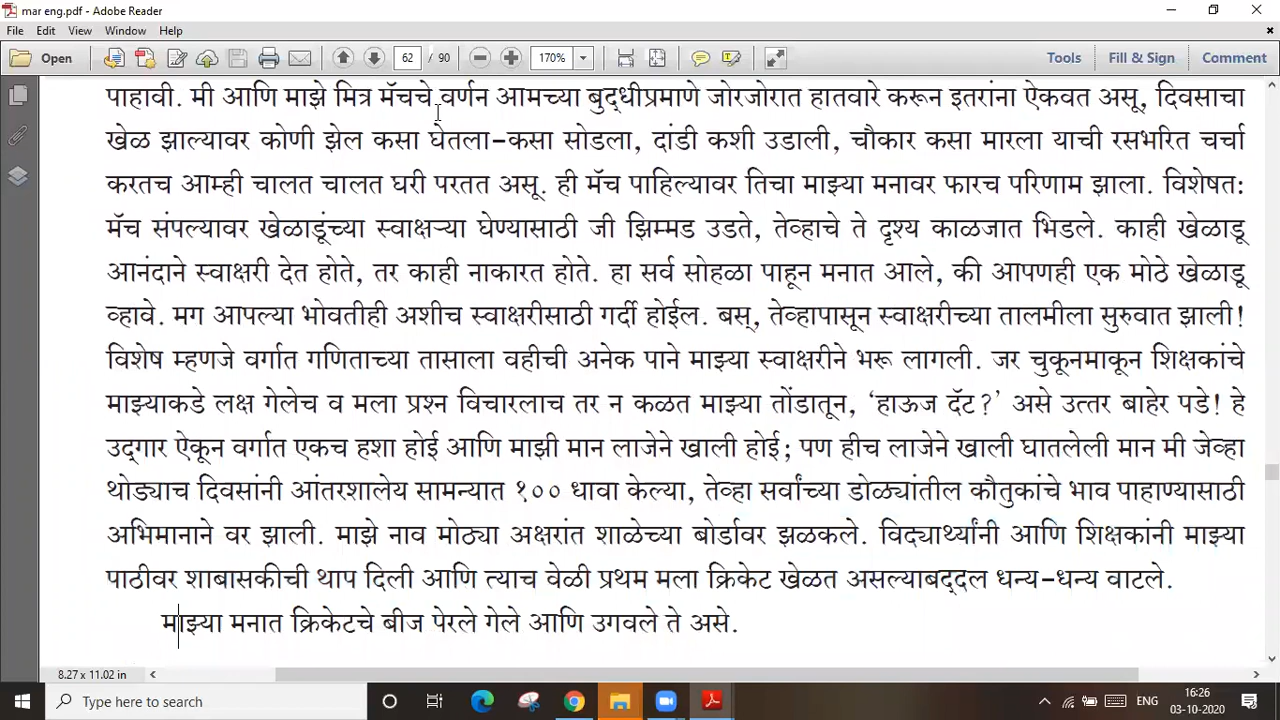 mar eng.pdf - Adobe Reader
File Edit View Window Help
Open 62 / 90 170% Tools Fill & Sign Comment
पाहावी. मी आणि माझे मित्र मॅचचे वर्णन आमच्या बुद्धीप्रमाणे जोरजोरात हातवारे करून इतरांना ऐकवत असू, दिवसाचा
खेळ झाल्यावर कोणी झेल कसा घेतला-कसा सोडला, दांडी कशी उडाली, चौकार कसा मारला याची रसभरित चर्चा
करतच आम्ही चालत चालत घरी परतत असू. ही मॅच पाहिल्यावर तिचा माझ्या मनावर फारच परिणाम झाला. विशेषत:
मॅच संपल्यावर खेळाडूंच्या स्वाक्षऱ्या घेण्यासाठी जी झिम्मड उडते, तेव्हाचे ते दृश्य काळजात भिडले. काही खेळाडू
आनंदाने स्वाक्षरी देत होते, तर काही नाकारत होते. हा सर्व सोहळा पाहून मनात आले, की आपणही एक मोठे खेळाडू
व्हावे. मग आपल्या भोवतीही अशीच स्वाक्षरीसाठी गर्दी होईल. बस्, तेव्हापासून स्वाक्षरीच्या तालमीला सुरुवात झाली!
विशेष म्हणजे वर्गात गणिताच्या तासाला वहीची अनेक पाने माझ्या स्वाक्षरीने भरू लागली. जर चुकूनमाकून शिक्षकांचे
माझ्याकडे लक्ष गेलेच व मला प्रश्न विचारलाच तर न कळत माझ्या तोंडातून, ‘हाऊज दॅट?’ असे उत्तर बाहेर पडे! हे
उद्गार ऐकून वर्गात एकच हशा होई आणि माझी मान लाजेने खाली होई; पण हीच लाजेने खाली घातलेली मान मी जेव्हा
थोड्याच दिवसांनी आंतरशालेय सामन्यात १०० धावा केल्या, तेव्हा सर्वांच्या डोळ्यांतील कौतुकांचे भाव पाहाण्यासाठी
अभिमानाने वर झाली. माझे नाव मोठ्या अक्षरांत शाळेच्या बोर्डावर झळकले. विद्यार्थ्यांनी आणि शिक्षकांनी माझ्या
पाठीवर शाबासकीची थाप दिली आणि त्याच वेळी प्रथम मला क्रिकेट खेळत असल्याबद्दल धन्य-धन्य वाटले.
माझ्या मनात क्रिकेटचे बीज पेरले गेले आणि उगवले ते असे.
8.27 x 11.02 in
Type here to search ENG 16:26
03-10-2020